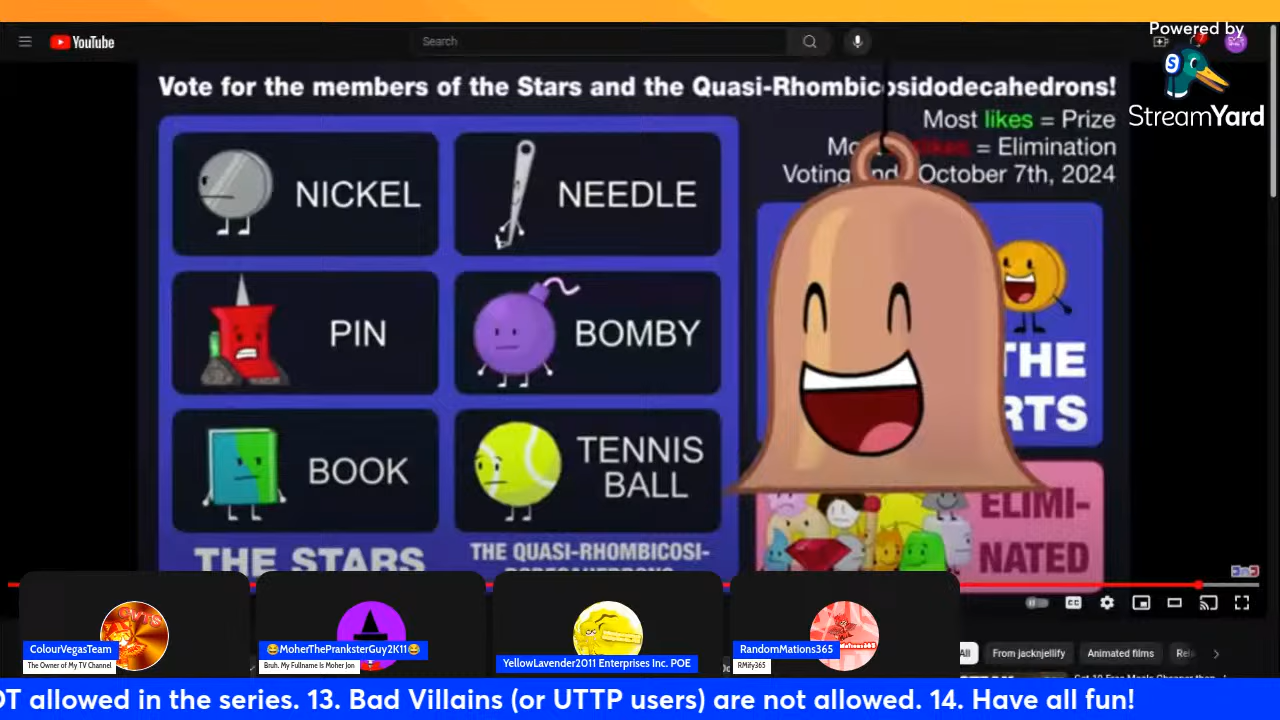 Powered by
StreamYard
YouTube
Search
Vote for the members of the Stars and the Quasi-Rhombicosidodecahedrons!
Most likes = Prize
= Elimination
Voting October 7th, 2024
NICKEL
NEEDLE
PIN
BOMBY
BOOK
TENNIS
BALL
THE STARS
THE QUASI-RHOMBICOSI-
THE
ELIMI-
NATED
ColourVegasTeam
The Owner of My TV Channel
😂MoherThePranksterGuy2K11😂
Bruh. My Fullname Is Moher Jon
YellowLavender2011 Enterprises Inc. POE
RandomMations365
RMify365
All
From jacknjellify
Animated films
OT allowed in the series. 13. Bad Villains (or UTTP users) are not allowed. 14. Have all fun!